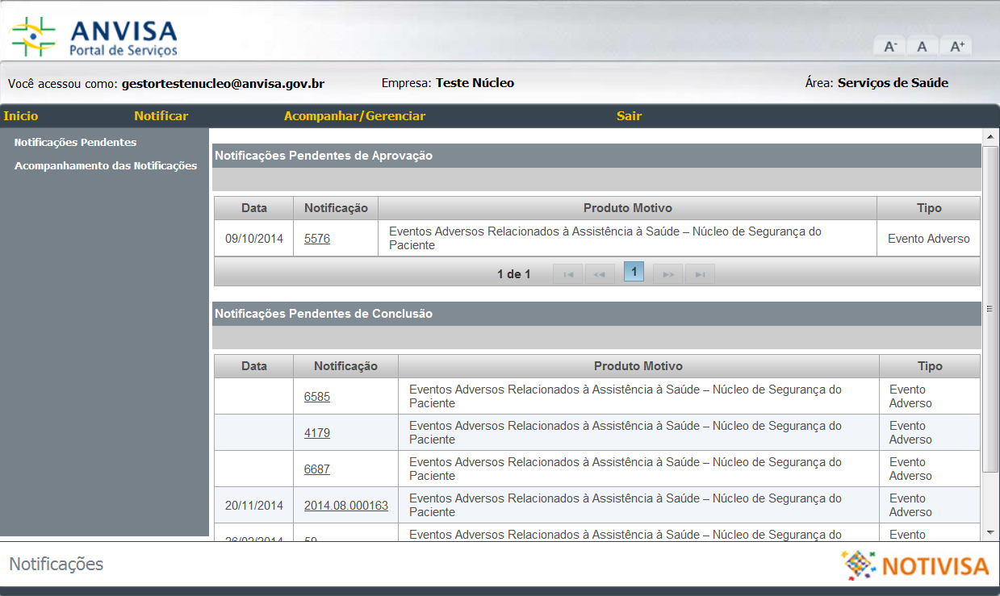 ANVISA
Portal de Serviços
A- A A+
Você acessou como: gestortestenucleo@anvisa.gov.br Empresa: Teste Núcleo Área: Serviços de Saúde
Inicio Notificar Acompanhar/Gerenciar Sair
Notificações Pendentes
Acompanhamento das Notificações
Notificações Pendentes de Aprovação
Data Notificação Produto Motivo Tipo
09/10/2014 5576 Eventos Adversos Relacionados à Assistência à Saúde – Núcleo de Segurança do Evento Adverso
Paciente
1 de 1 1
Notificações Pendentes de Conclusão
Data Notificação Produto Motivo Tipo
6585 Eventos Adversos Relacionados à Assistência à Saúde – Núcleo de Segurança do Evento
Paciente Adverso
4179 Eventos Adversos Relacionados à Assistência à Saúde – Núcleo de Segurança do Evento
Paciente Adverso
6687 Eventos Adversos Relacionados à Assistência à Saúde – Núcleo de Segurança do Evento
Paciente Adverso
20/11/2014 2014.08.000163 Eventos Adversos Relacionados à Assistência à Saúde – Núcleo de Segurança do Evento
Paciente Adverso
Eventos Adversos Relacionados à Assistência à Saúde – Núcleo de Segurança do Evento
Notificações
NOTIVISA